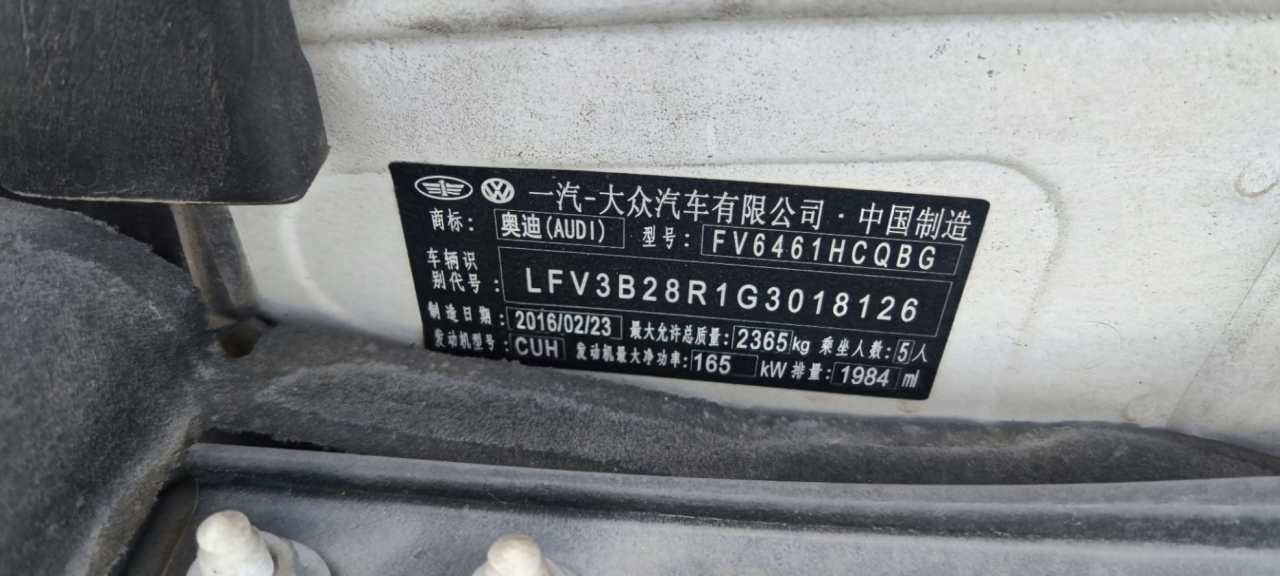 一汽-大众汽车有限公司·中国制造
商标: 奥迪(AUDI) 型号: FV6461HCQBG
车辆识别代号: LFV3B28R1G3018126
制造日期: 2016/02/23 最大允许总质量: 2365kg 乘坐人数: 5人
发动机型号: CUH 发动机最大净功率: 165 kW 排量: 1984 ml